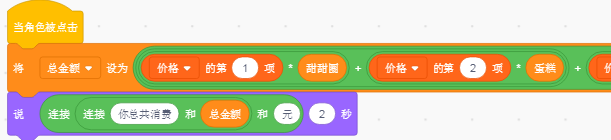 当角色被点击
将 总金额 设为 价格 的第 1 项 * 甜甜圈 + 价格 的第 2 项 * 蛋糕 +
说 连接 连接 你总共消费 和 总金额 和 元 2 秒